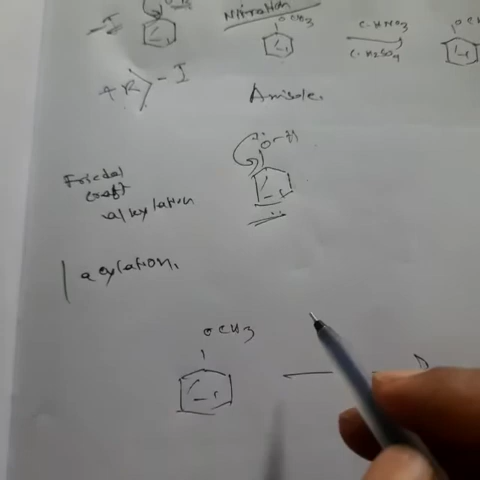 -I
Nitration
OCH3
C.HNO3
C.H2SO4
+R > -I
Anisole.
:O-H
Friedal
craft
alkylation
/ acylation.
OCH3